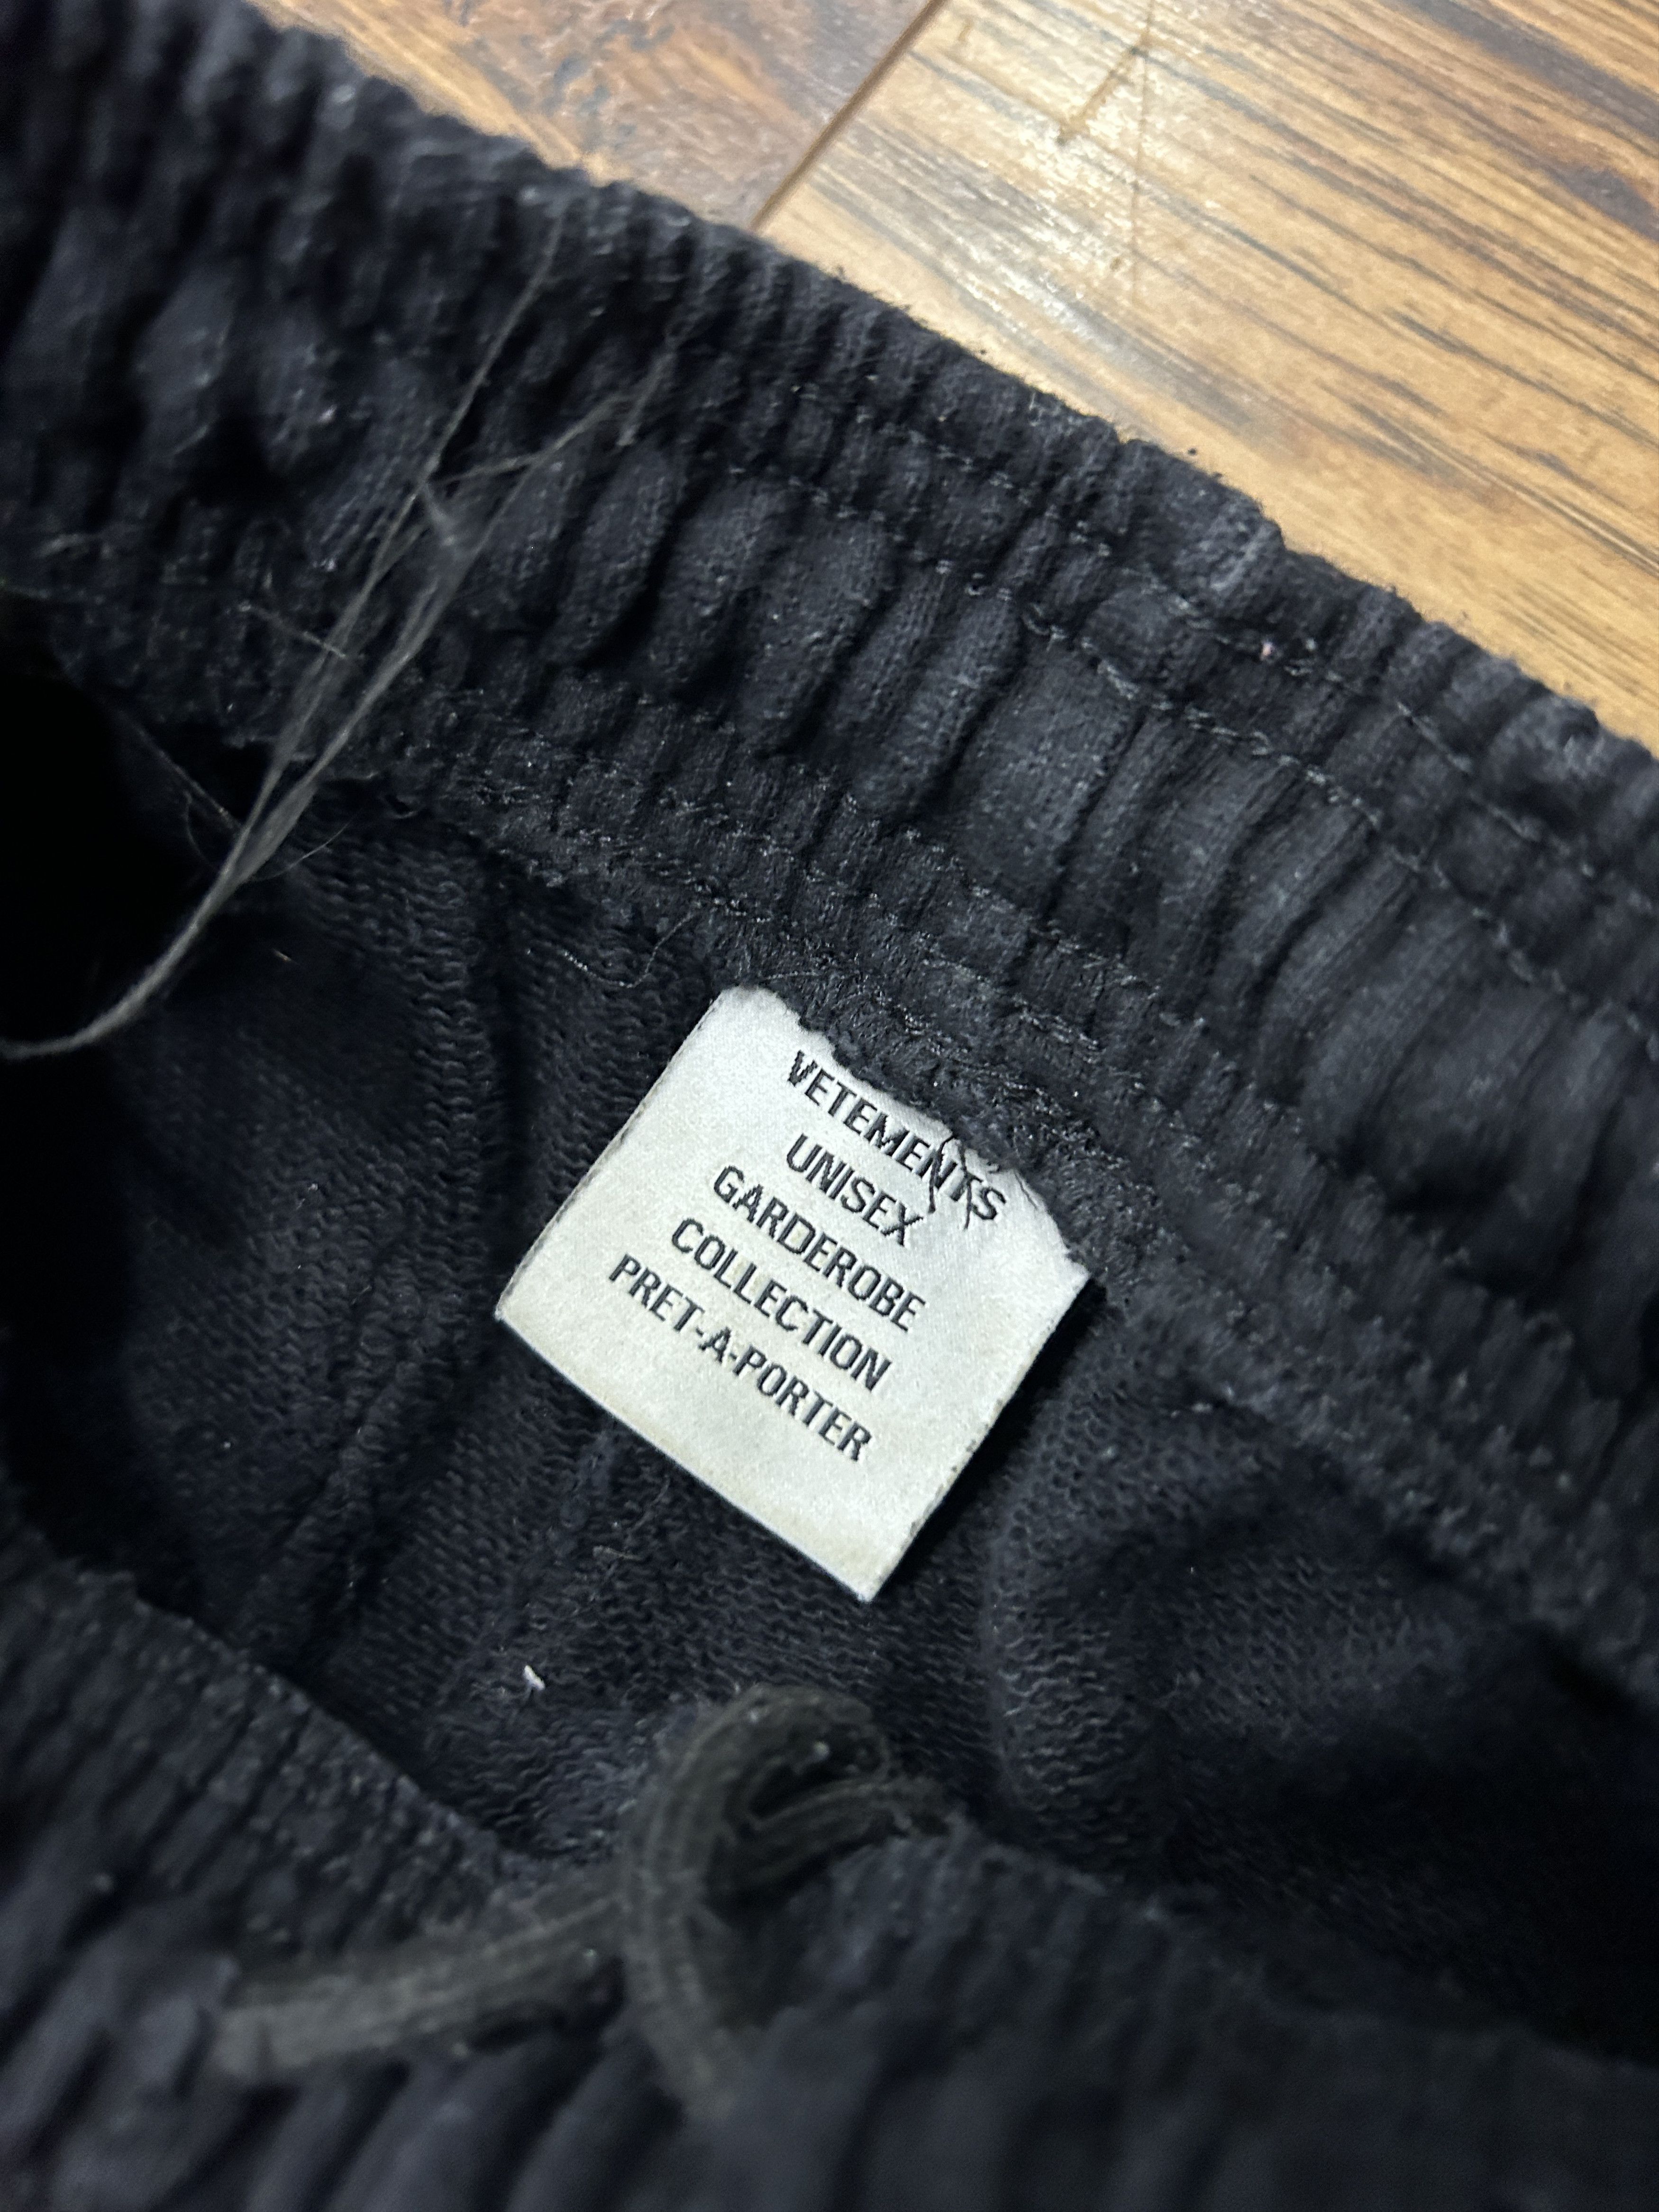 VETEMENTS
UNISEX
GARDEROBE
COLLECTION
PRET-A-PORTER